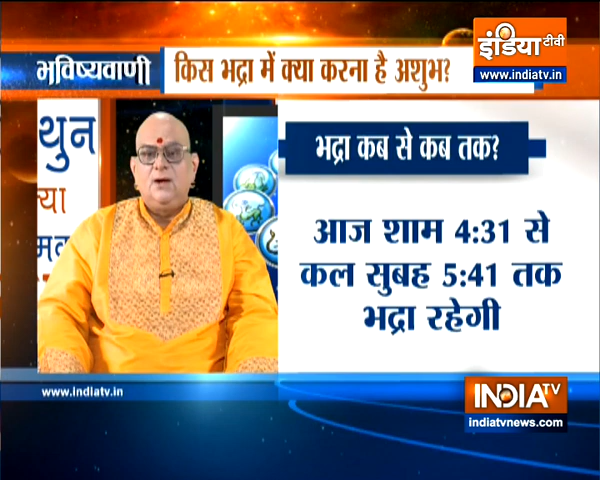 इंडिया टीवी
www.indiatv.in
भविष्यवाणी
किस भद्रा में क्या करना है अशुभ?
थुन
या
भद्रा कब से कब तक?
आज शाम 4:31 से
कल सुबह 5:41 तक
भद्रा रहेगी
www.indiatv.in
INDIA TV
indiatvnews.com